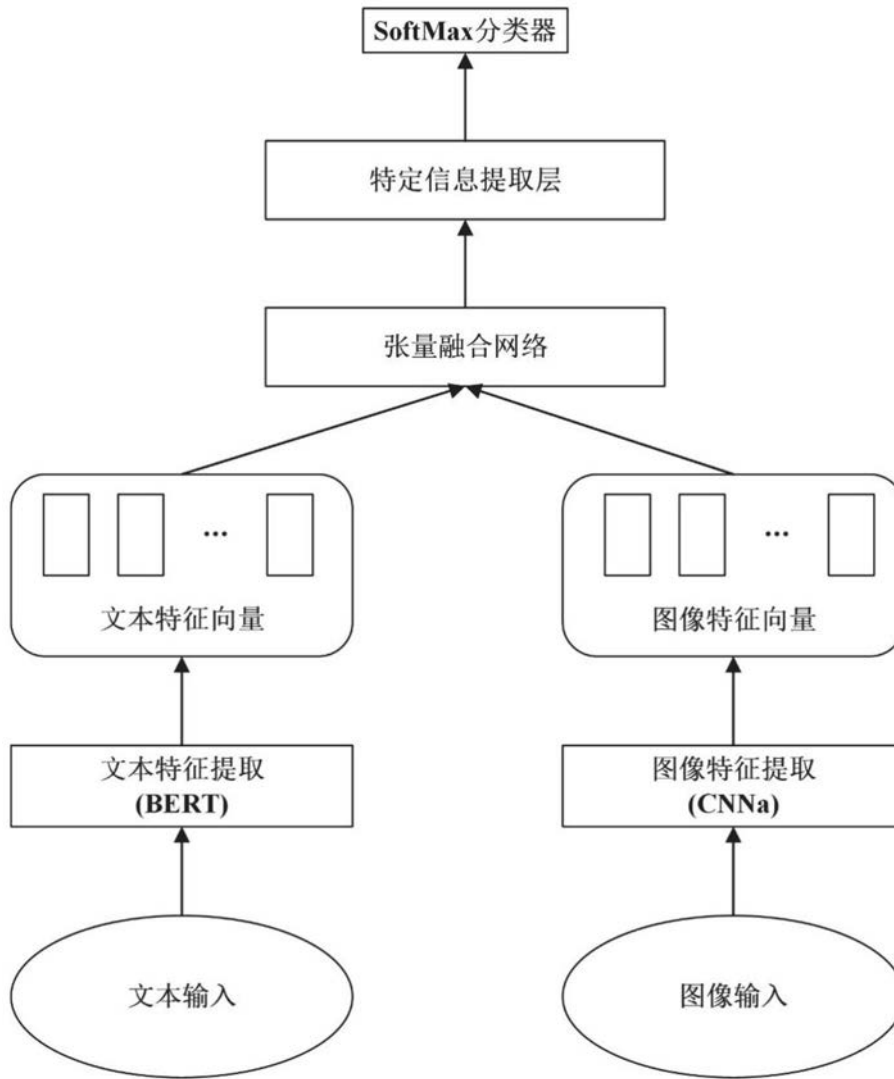 SoftMax分类器
特定信息提取层
张量融合网络
...
文本特征向量
...
图像特征向量
文本特征提取
(BERT)
图像特征提取
(CNNa)
文本输入
图像输入